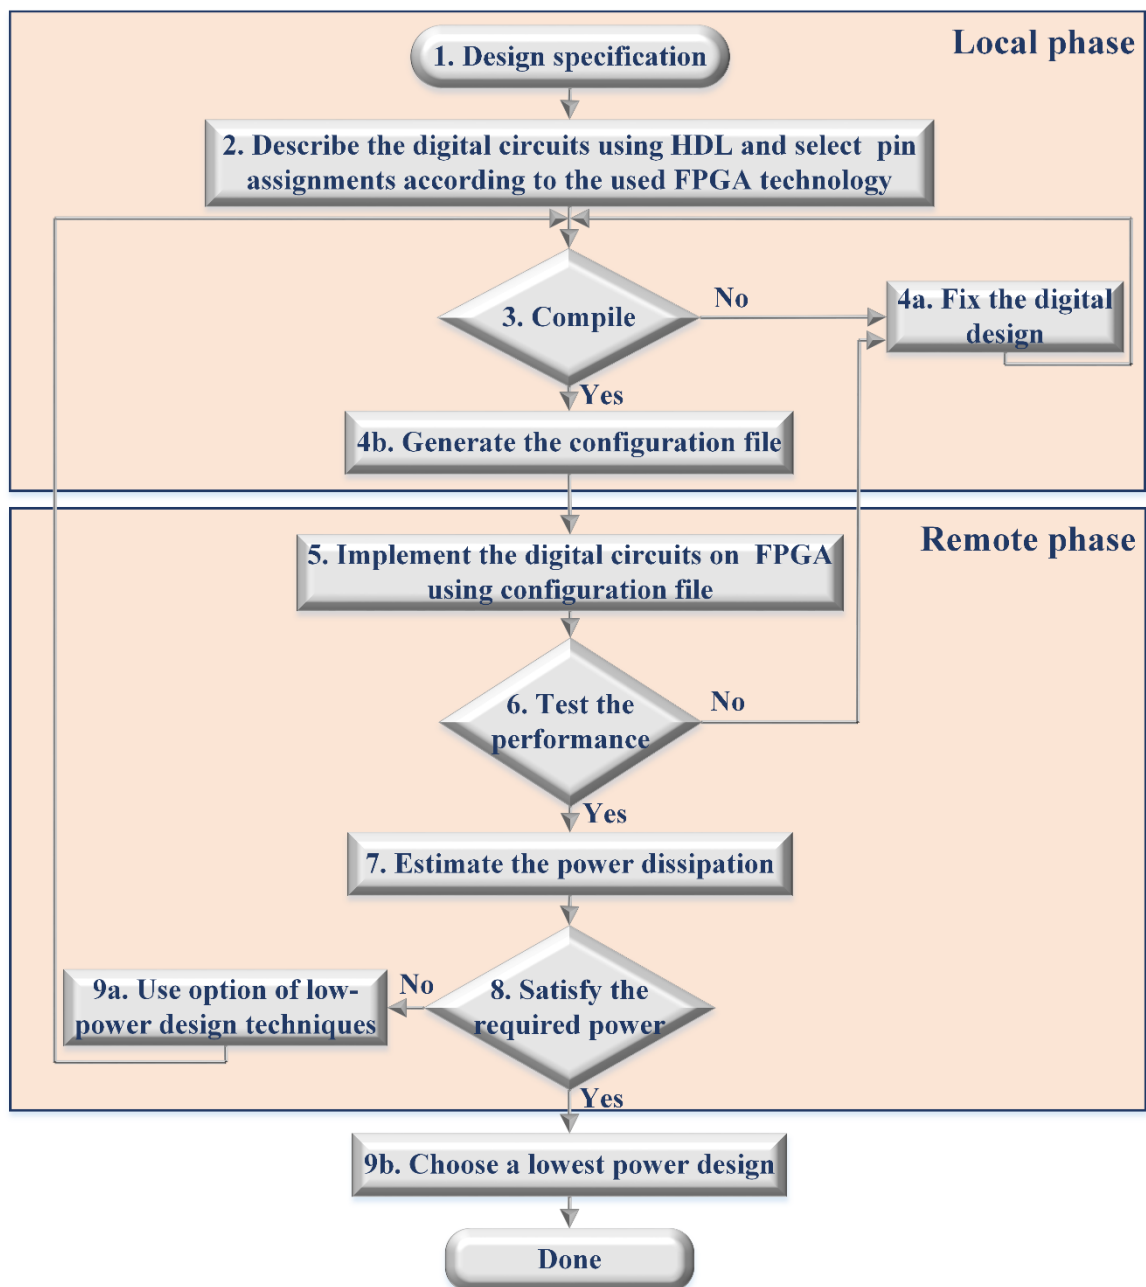 Local phase
1. Design specification
2. Describe the digital circuits using HDL and select pin
assignments according to the used FPGA technology
3. Compile
No
4a. Fix the digital
design
Yes
4b. Generate the configuration file
Remote phase
5. Implement the digital circuits on FPGA
using configuration file
6. Test the
performance
No
Yes
7. Estimate the power dissipation
8. Satisfy the
required power
No
9a. Use option of low-
power design techniques
Yes
9b. Choose a lowest power design
Done